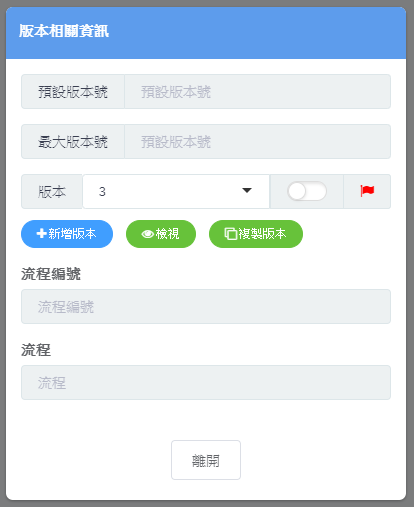 版本相關資訊
預設版本號 預設版本號
最大版本號 預設版本號
版本 3
新增版本 檢視 複製版本
流程編號
流程編號
流程
流程
離開